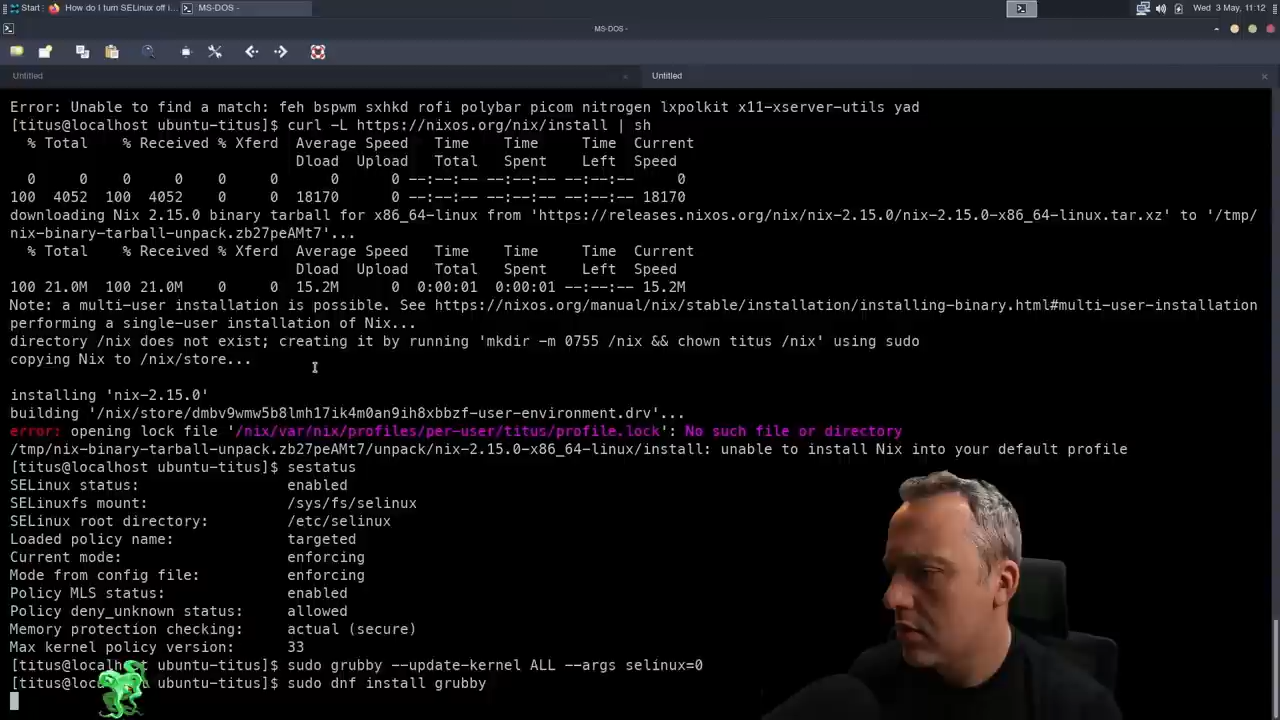 Start
How do I turn SELinux off i...
MS-DOS -
Wed 3 May, 11:12
MS-DOS -
Untitled
Untitled
Error: Unable to find a match: feh bspwm sxhkd rofi polybar picom nitrogen lxpolkit x11-xserver-utils yad
[titus@localhost ubuntu-titus]$ curl -L https://nixos.org/nix/install | sh
% Total % Received % Xferd Average Speed Time Time Time Current
Dload Upload Total Spent Left Speed
0 0 0 0 0 0 0 0 --:--:-- --:--:-- --:--:-- 0
100 4052 100 4052 0 0 18170 0 --:--:-- --:--:-- --:--:-- 18170
downloading Nix 2.15.0 binary tarball for x86_64-linux from 'https://releases.nixos.org/nix/nix-2.15.0/nix-2.15.0-x86_64-linux.tar.xz' to '/tmp/
nix-binary-tarball-unpack.zb27peAMt7'...
% Total % Received % Xferd Average Speed Time Time Time Current
Dload Upload Total Spent Left Speed
100 21.0M 100 21.0M 0 0 15.2M 0 0:00:01 0:00:01 --:--:-- 15.2M
Note: a multi-user installation is possible. See https://nixos.org/manual/nix/stable/installation/installing-binary.html#multi-user-installation
performing a single-user installation of Nix...
directory /nix does not exist; creating it by running 'mkdir -m 0755 /nix && chown titus /nix' using sudo
copying Nix to /nix/store...
installing 'nix-2.15.0'
building '/nix/store/dmbv9wmw5b8lmh17ik4m0an9ih8xbbzf-user-environment.drv'...
error: opening lock file '/nix/var/nix/profiles/per-user/titus/profile.lock': No such file or directory
/tmp/nix-binary-tarball-unpack.zb27peAMt7/unpack/nix-2.15.0-x86_64-linux/install: unable to install Nix into your default profile
[titus@localhost ubuntu-titus]$ sestatus
SELinux status: enabled
SELinuxfs mount: /sys/fs/selinux
SELinux root directory: /etc/selinux
Loaded policy name: targeted
Current mode: enforcing
Mode from config file: enforcing
Policy MLS status: enabled
Policy deny_unknown status: allowed
Memory protection checking: actual (secure)
Max kernel policy version: 33
[titus@localhost ubuntu-titus]$ sudo grubby --update-kernel ALL --args selinux=0
[titus@localhost ubuntu-titus]$ sudo dnf install grubby